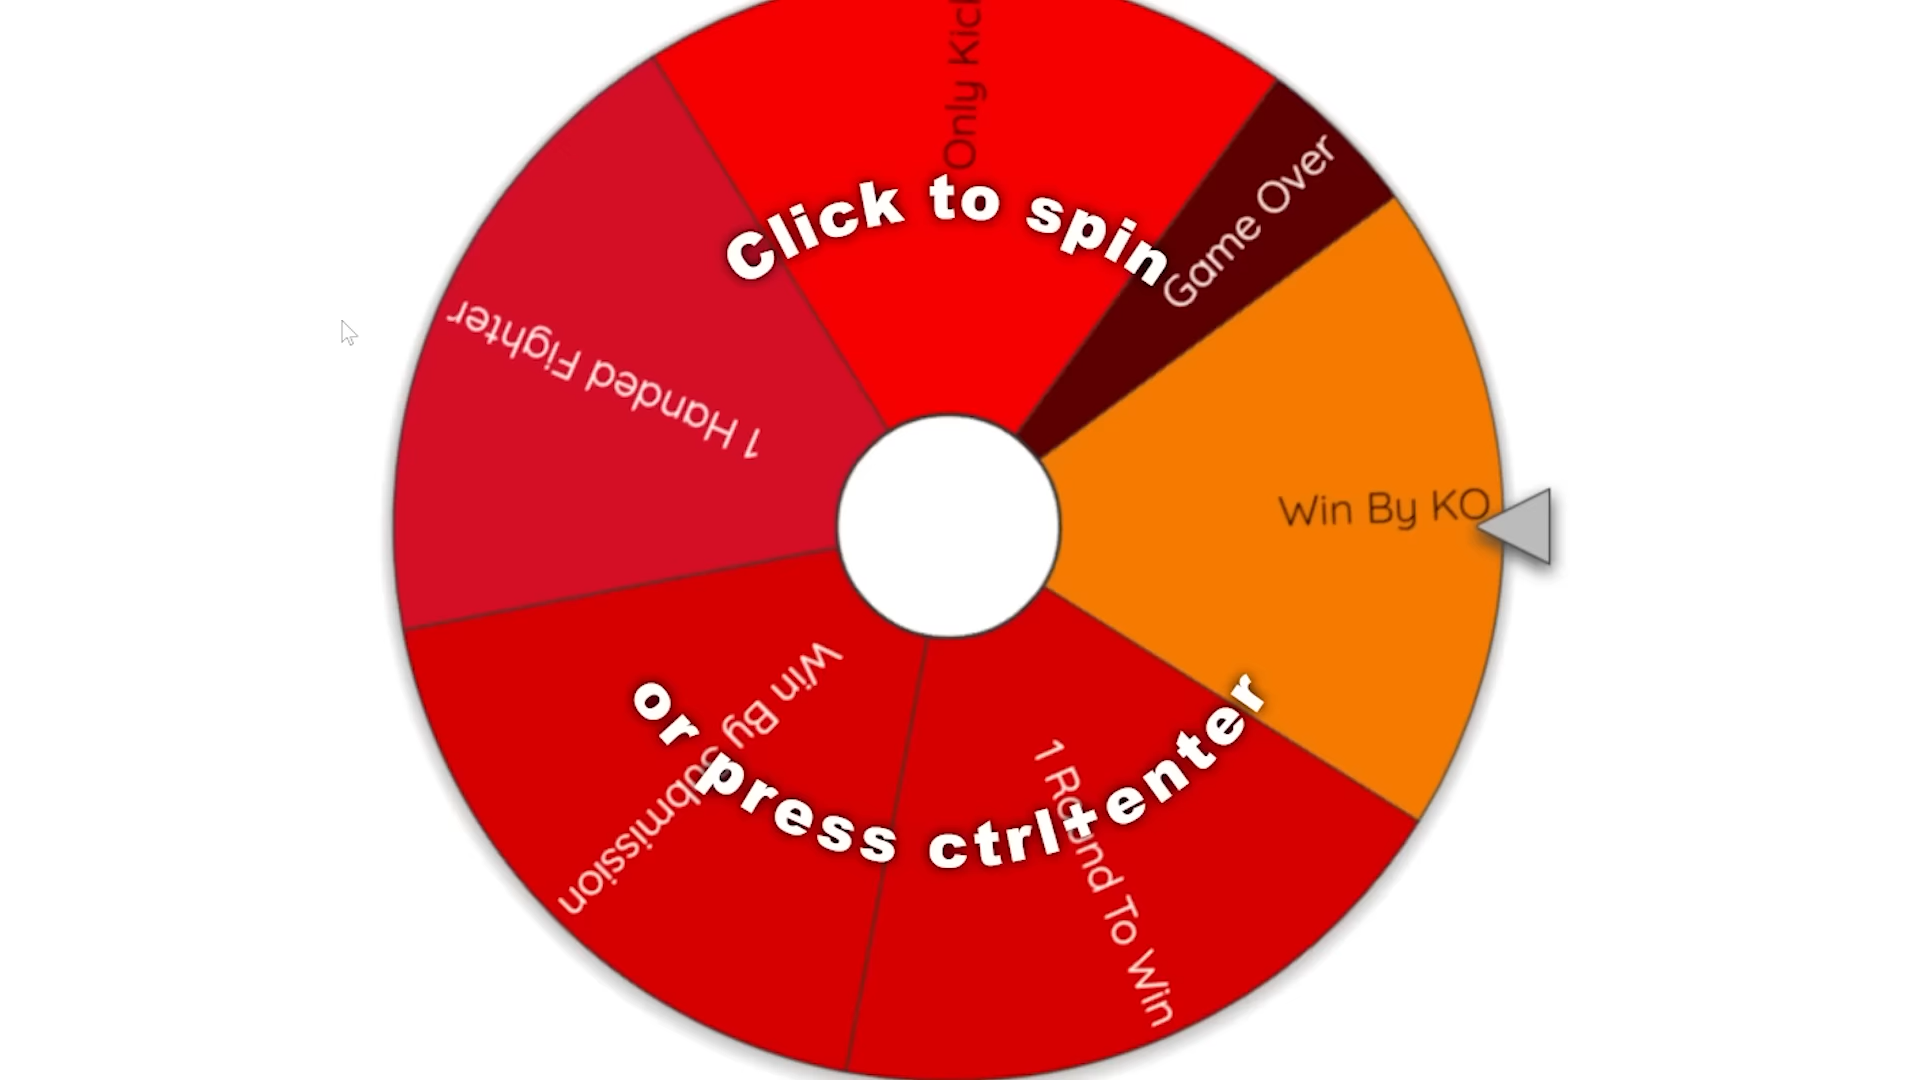 Only
Click to spin
Game Over
1 Handed Fighter
Win By KO
Win By Submission
or press ctrl+enter
1 Round To Win